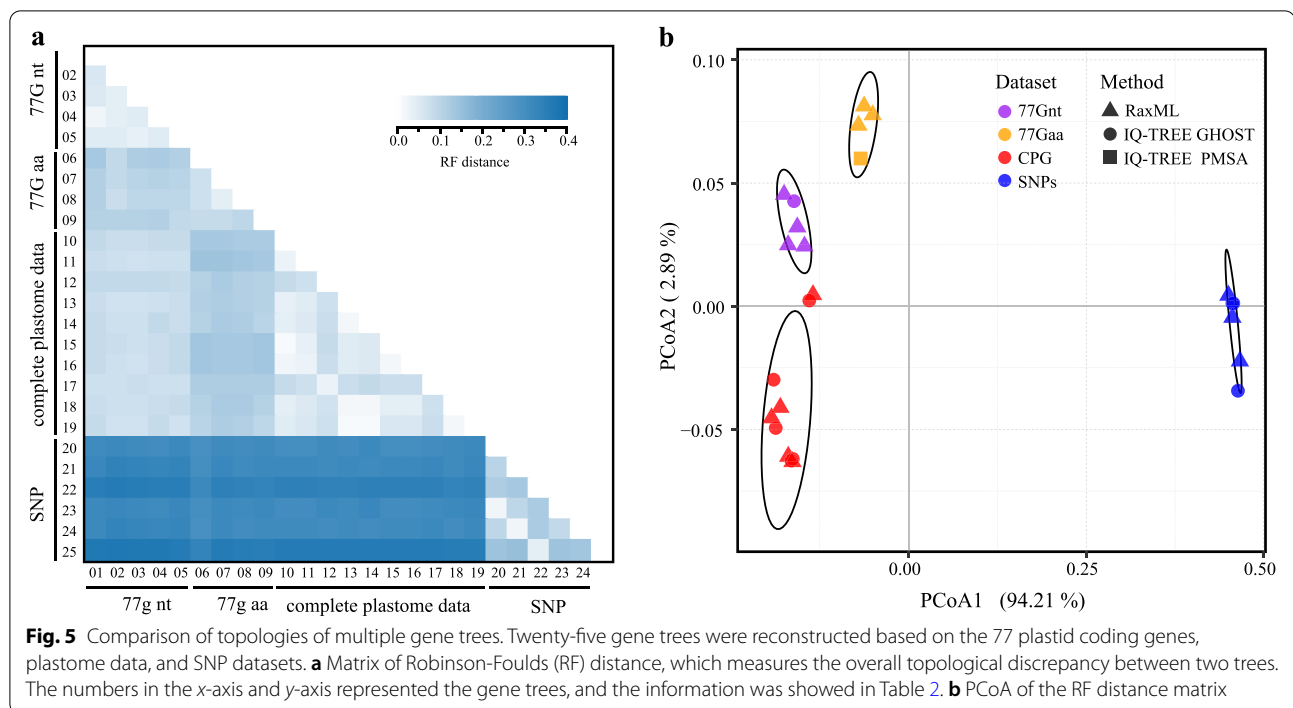 a
77G nt
77G aa
complete plastome data
SNP
02
03
04
05
06
07
08
09
10
11
12
13
14
15
16
17
18
19
20
21
22
23
24
25
0.0 0.1 0.2 0.3 0.4
RF distance
01 02 03 04 05 06 07 08 09 10 11 12 13 14 15 16 17 18 19 20 21 22 23 24
77g nt 77g aa complete plastome data SNP
b
PCoA2 ( 2.89 %)
0.10
0.05
0.00
−0.05
Dataset
77Gnt
77Gaa
CPG
SNPs
Method
RaxML
IQ-TREE GHOST
IQ-TREE PMSA
0.00 0.25 0.50
PCoA1 (94.21 %)
Fig. 5 Comparison of topologies of multiple gene trees. Twenty-five gene trees were reconstructed based on the 77 plastid coding genes,
plastome data, and SNP datasets. a Matrix of Robinson-Foulds (RF) distance, which measures the overall topological discrepancy between two trees.
The numbers in the x-axis and y-axis represented the gene trees, and the information was showed in Table 2. b PCoA of the RF distance matrix